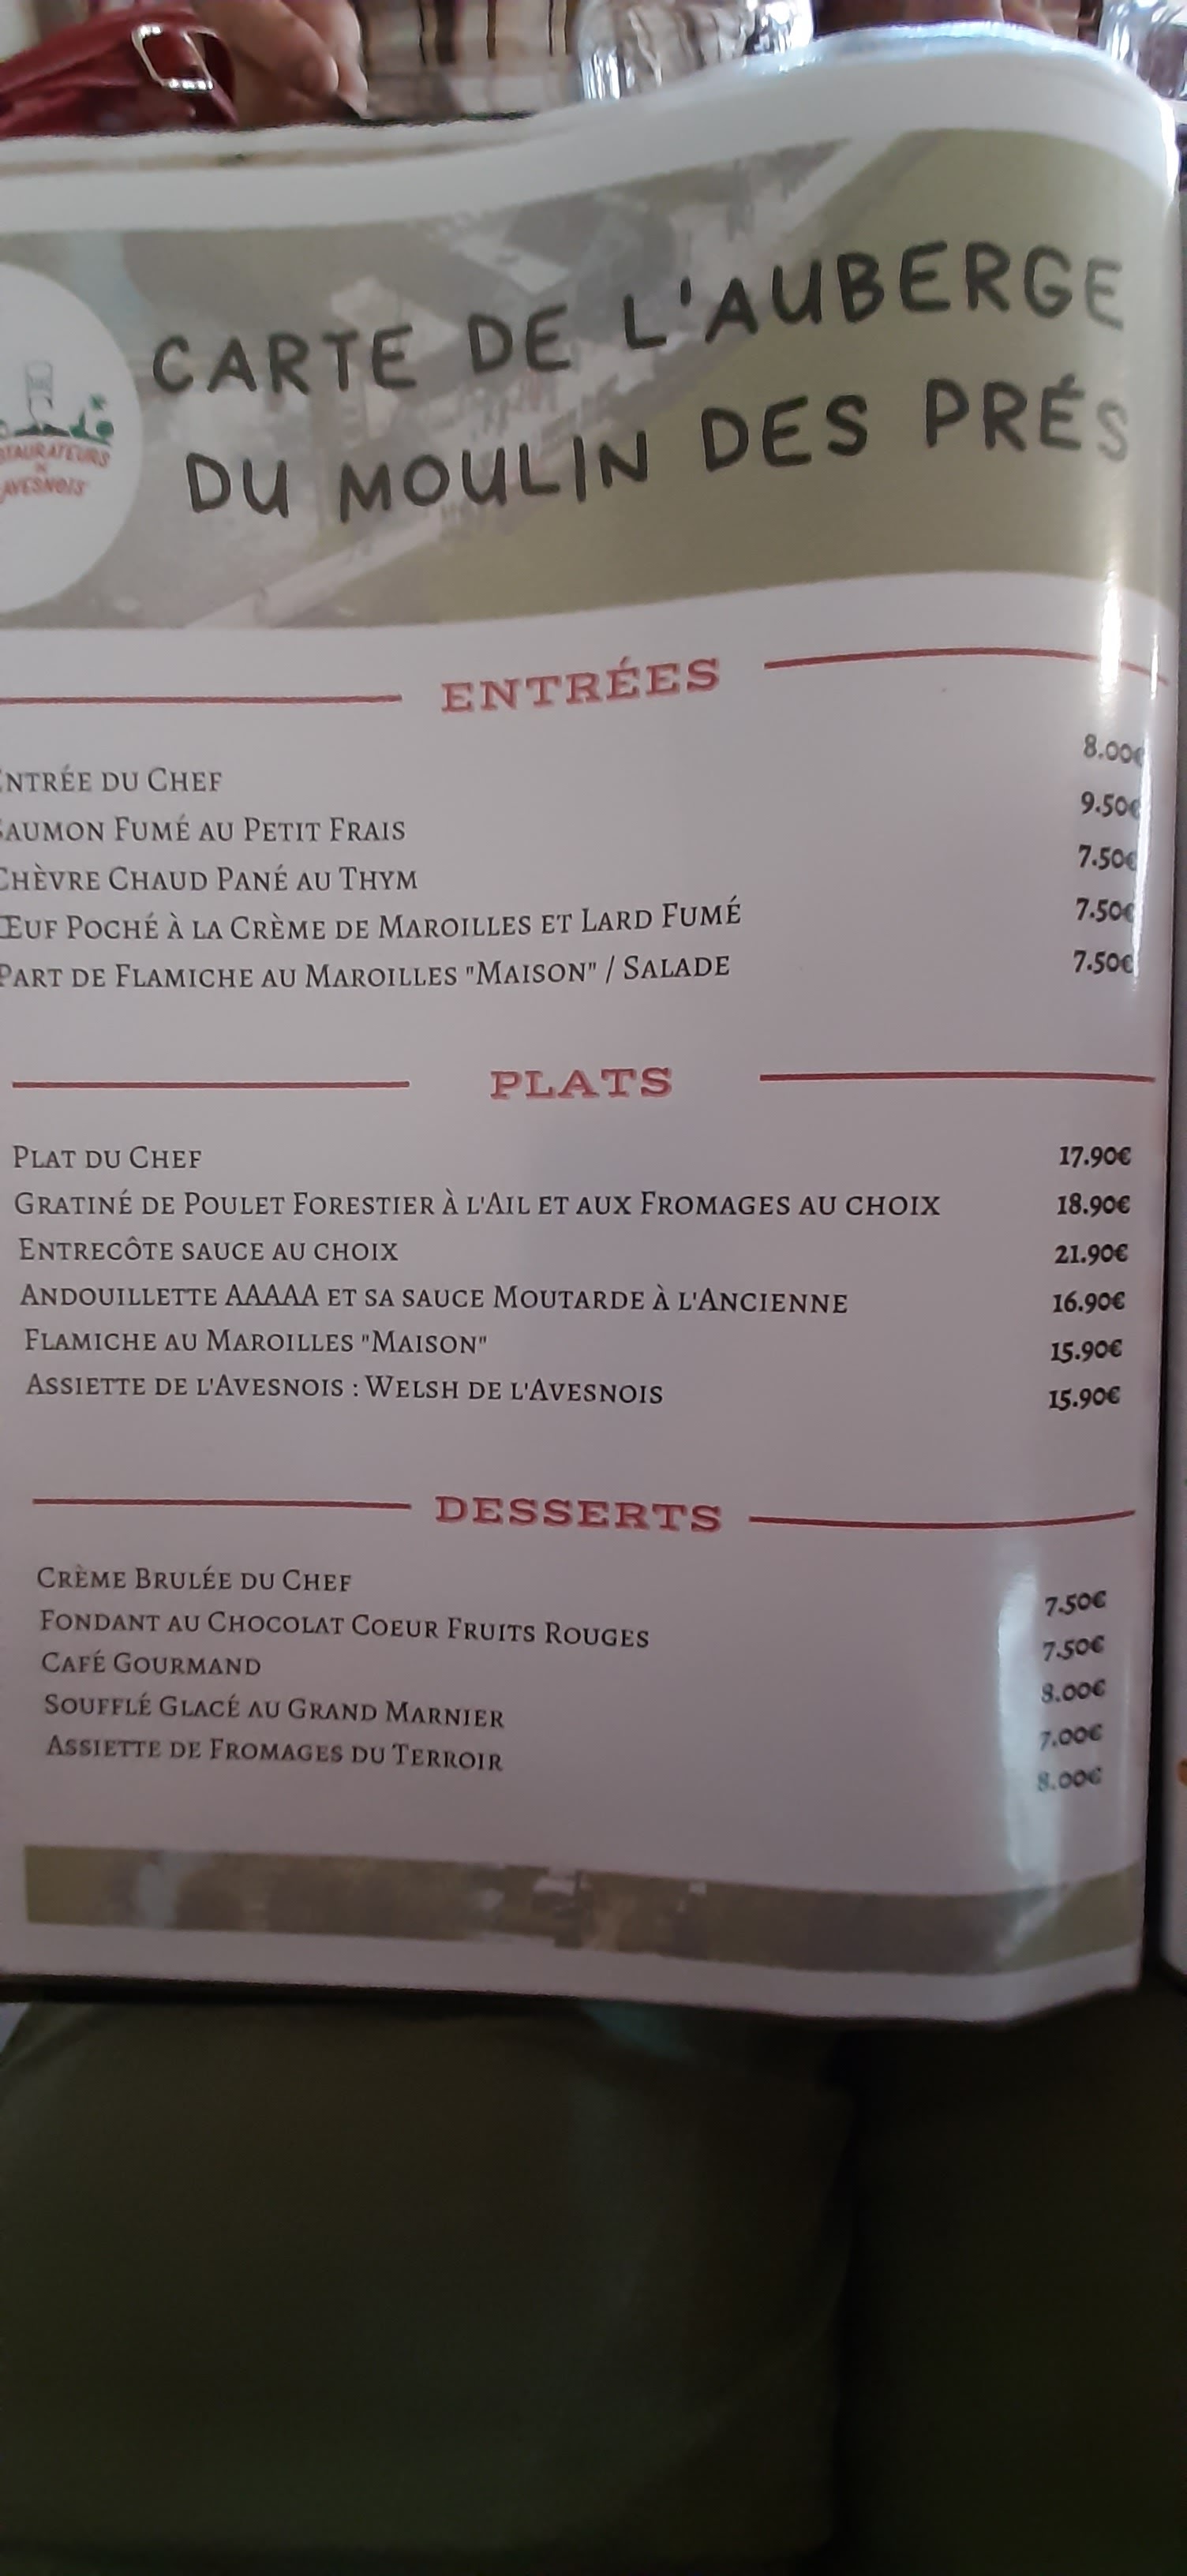 CARTE DE L'AUBERGE
DU MOULIN DES PRÉS
STAURATEURS
AVESNOIS
ENTRÉES
NTRÉE DU CHEF 8.00€
SAUMON FUMÉ AU PETIT FRAIS 9.50€
CHÈVRE CHAUD PANÉ AU THYM 7.50€
ŒUF POCHÉ À LA CRÈME DE MAROILLES ET LARD FUMÉ 7.50€
PART DE FLAMICHE AU MAROILLES "MAISON" / SALADE 7.50€
PLATS
PLAT DU CHEF 17.90€
GRATINÉ DE POULET FORESTIER À L'AIL ET AUX FROMAGES AU CHOIX 18.90€
ENTRECÔTE SAUCE AU CHOIX 21.90€
ANDOUILLETTE AAAAA ET SA SAUCE MOUTARDE À L'ANCIENNE 16.90€
FLAMICHE AU MAROILLES "MAISON" 15.90€
ASSIETTE DE L'AVESNOIS : WELSH DE L'AVESNOIS 15.90€
DESSERTS
CRÈME BRULÉE DU CHEF 7.50€
FONDANT AU CHOCOLAT COEUR FRUITS ROUGES 7.50€
CAFÉ GOURMAND 8.00€
SOUFFLÉ GLACÉ AU GRAND MARNIER 7.00€
ASSIETTE DE FROMAGES DU TERROIR 8.00€